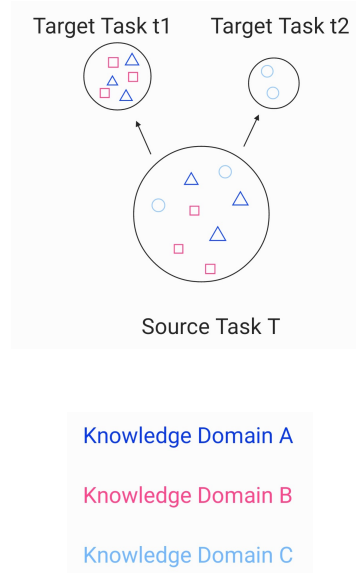 Target Task t1
Target Task t2
Source Task T
Knowledge Domain A
Knowledge Domain B
Knowledge Domain C